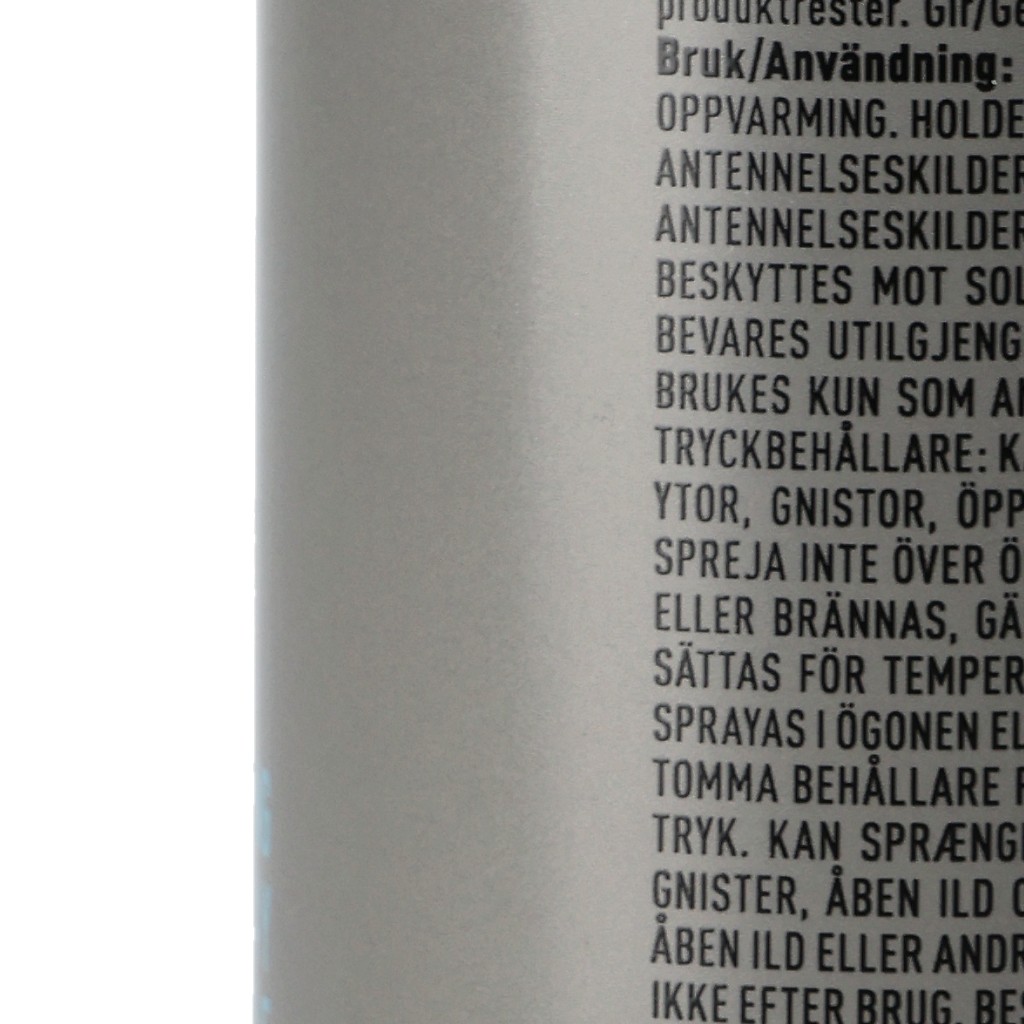 produktrester. Gir/Ge
Bruk/Användning:
OPPVARMING. HOLDE
ANTENNELSESKILDER
ANTENNELSESKILDER
BESKYTTES MOT SOL
BEVARES UTILGJENG
BRUKES KUN SOM A
TRYCKBEHÅLLARE: K
YTOR, GNISTOR, ÖPP
SPREJA INTE ÖVER Ö
ELLER BRÄNNAS, GÄ
SÄTTAS FÖR TEMPER
SPRAYAS I ÖGONEN EL
TOMMA BEHÅLLARE
TRYK. KAN SPRÆNG
GNISTER, ÅBEN ILD
ÅBEN ILD ELLER ANDR
IKKE EFTER BRUG. BES